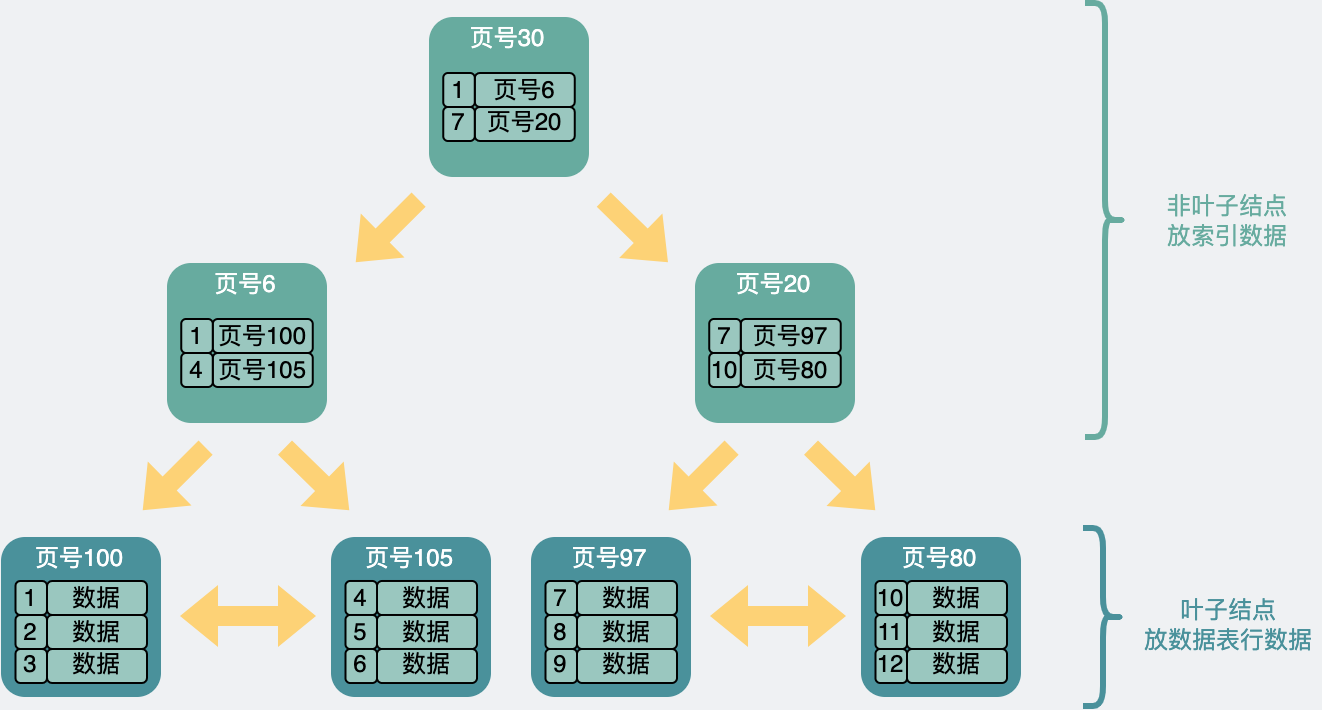 页号30
1 页号6
7 页号20
非叶子结点
放索引数据
页号6
1 页号100
4 页号105
页号20
7 页号97
10 页号80
页号100
1 数据
2 数据
3 数据
页号105
4 数据
5 数据
6 数据
页号97
7 数据
8 数据
9 数据
页号80
10 数据
11 数据
12 数据
叶子结点
放数据表行数据